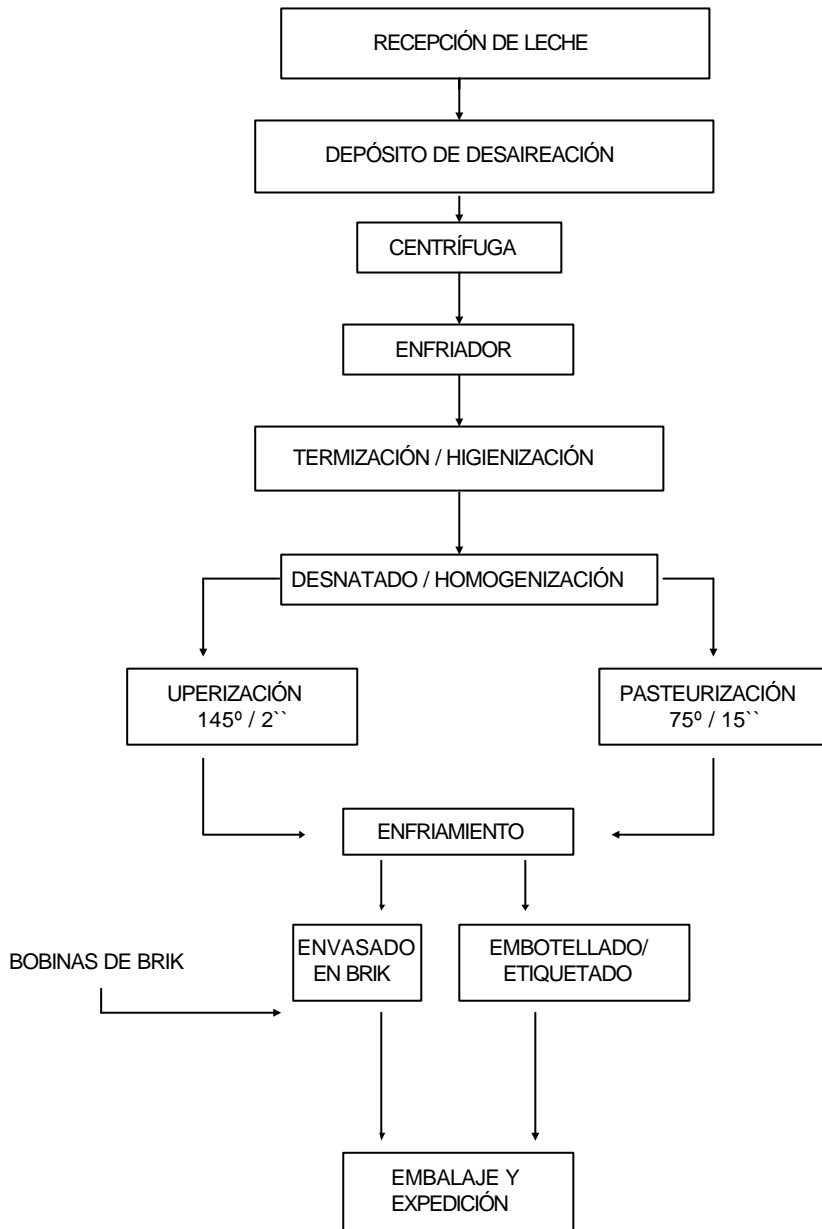 RECEPCIÓN DE LECHE
DEPÓSITO DE DESAIREACIÓN
CENTRÍFUGA
ENFRIADOR
TERMIZACIÓN / HIGIENIZACIÓN
DESNATADO / HOMOGENIZACIÓN
UPERIZACIÓN
145º / 2``
PASTEURIZACIÓN
75º / 15``
ENFRIAMIENTO
BOBINAS DE BRIK
ENVASADO
EN BRIK
EMBOTELLADO/
ETIQUETADO
EMBALAJE Y
EXPEDICIÓN